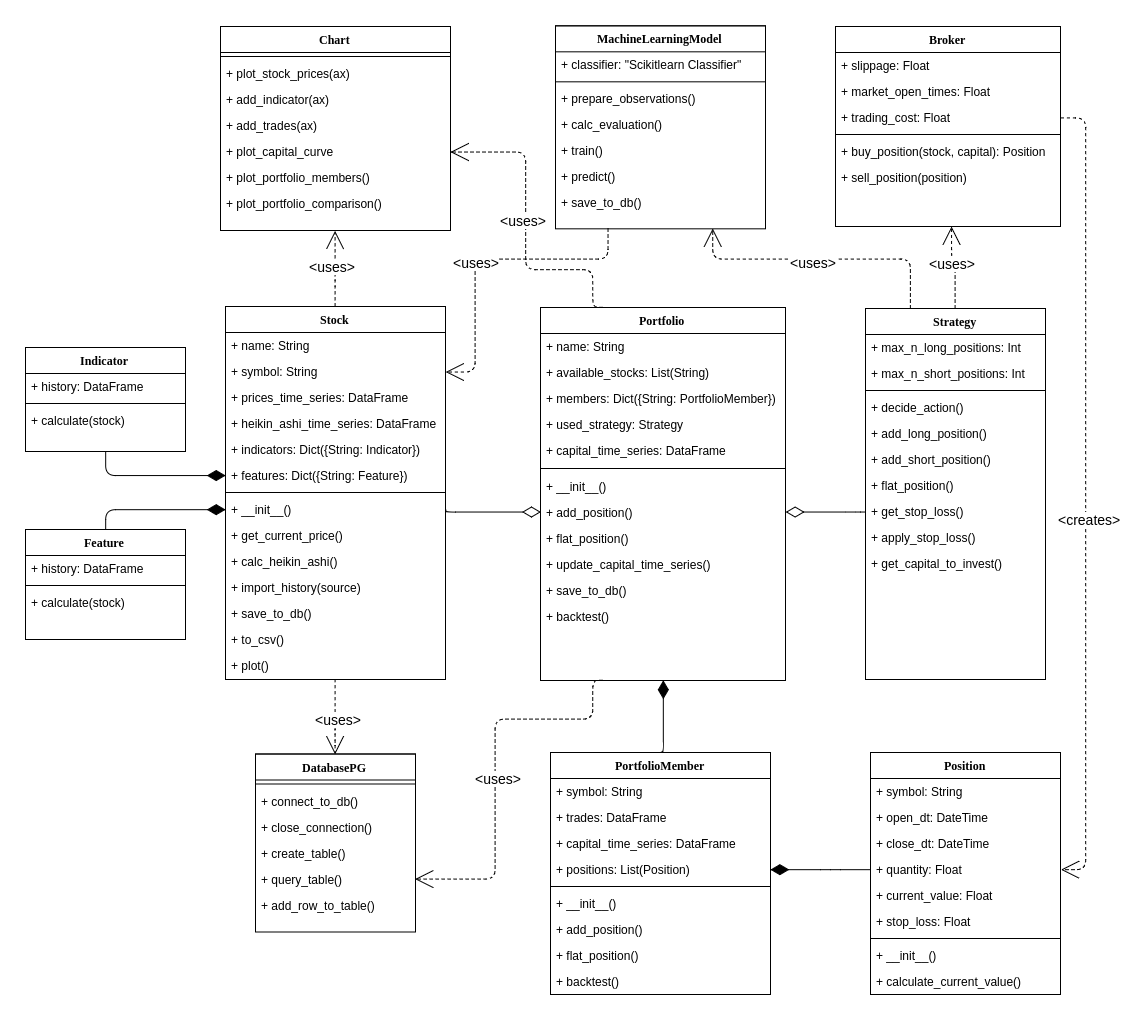 Chart
+ plot_stock_prices(ax)
+ add_indicator(ax)
+ add_trades(ax)
+ plot_capital_curve
+ plot_portfolio_members()
+ plot_portfolio_comparison()
MachineLearningModel
+ classifier: "Scikitlearn Classifier"
+ prepare_observations()
+ calc_evaluation()
+ train()
+ predict()
+ save_to_db()
Broker
+ slippage: Float
+ market_open_times: Float
+ trading_cost: Float
+ buy_position(stock, capital): Position
+ sell_position(position)
<uses>
<uses>
<uses>
<uses>
<uses>
Indicator
+ history: DataFrame
+ calculate(stock)
Feature
+ history: DataFrame
+ calculate(stock)
Stock
+ name: String
+ symbol: String
+ prices_time_series: DataFrame
+ heikin_ashi_time_series: DataFrame
+ indicators: Dict({String: Indicator})
+ features: Dict({String: Feature})
+ __init__()
+ get_current_price()
+ calc_heikin_ashi()
+ import_history(source)
+ save_to_db()
+ to_csv()
+ plot()
Portfolio
+ name: String
+ available_stocks: List(String)
+ members: Dict({String: PortfolioMember})
+ used_strategy: Strategy
+ capital_time_series: DataFrame
+ __init__()
+ add_position()
+ flat_position()
+ update_capital_time_series()
+ save_to_db()
+ backtest()
Strategy
+ max_n_long_positions: Int
+ max_n_short_positions: Int
+ decide_action()
+ add_long_position()
+ add_short_position()
+ flat_position()
+ get_stop_loss()
+ apply_stop_loss()
+ get_capital_to_invest()
<creates>
<uses>
<uses>
DatabasePG
+ connect_to_db()
+ close_connection()
+ create_table()
+ query_table()
+ add_row_to_table()
PortfolioMember
+ symbol: String
+ trades: DataFrame
+ capital_time_series: DataFrame
+ positions: List(Position)
+ __init__()
+ add_position()
+ flat_position()
+ backtest()
Position
+ symbol: String
+ open_dt: DateTime
+ close_dt: DateTime
+ quantity: Float
+ current_value: Float
+ stop_loss: Float
+ __init__()
+ calculate_current_value()